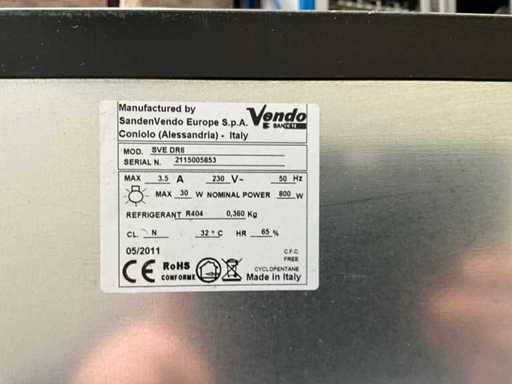 Manufactured by
SandenVendo Europe S.p.A.
Coniolo (Alessandria) - Italy
Vendo
SANDEN
MOD. SVE DR6
SERIAL N. 2115005853
MAX 3.5 A 230 V~ 50 Hz
MAX 30 W NOMINAL POWER 800 W
REFRIGERANT R404 0,360 Kg
CL. N 32 ° C HR 65 %
05/2011
C.F.C.
FREE
CE RoHS
CONFORME
CYCLOPENTANE
Made in Italy